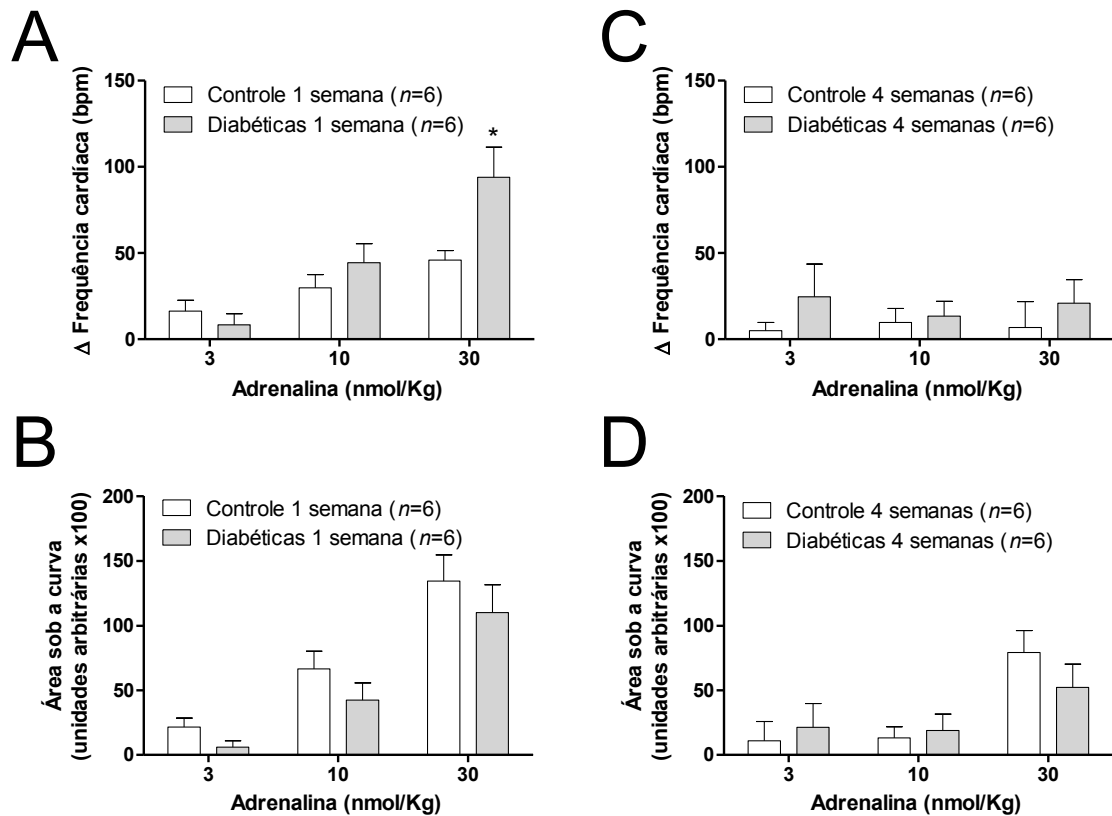 A
Δ Frequência cardíaca (bpm)
150
100
50
0
Controle 1 semana (n=6)
Diabéticas 1 semana (n=6)
*
3 10 30
Adrenalina (nmol/Kg)
C
Δ Frequência cardíaca (bpm)
150
100
50
0
Controle 4 semanas (n=6)
Diabéticas 4 semanas (n=6)
3 10 30
Adrenalina (nmol/Kg)
B
Área sob a curva
(unidades arbitrárias x100)
200
150
100
50
0
Controle 1 semana (n=6)
Diabéticas 1 semana (n=6)
3 10 30
Adrenalina (nmol/Kg)
D
Área sob a curva
(unidades arbitrárias x100)
200
150
100
50
0
Controle 4 semanas (n=6)
Diabéticas 4 semanas (n=6)
3 10 30
Adrenalina (nmol/Kg)